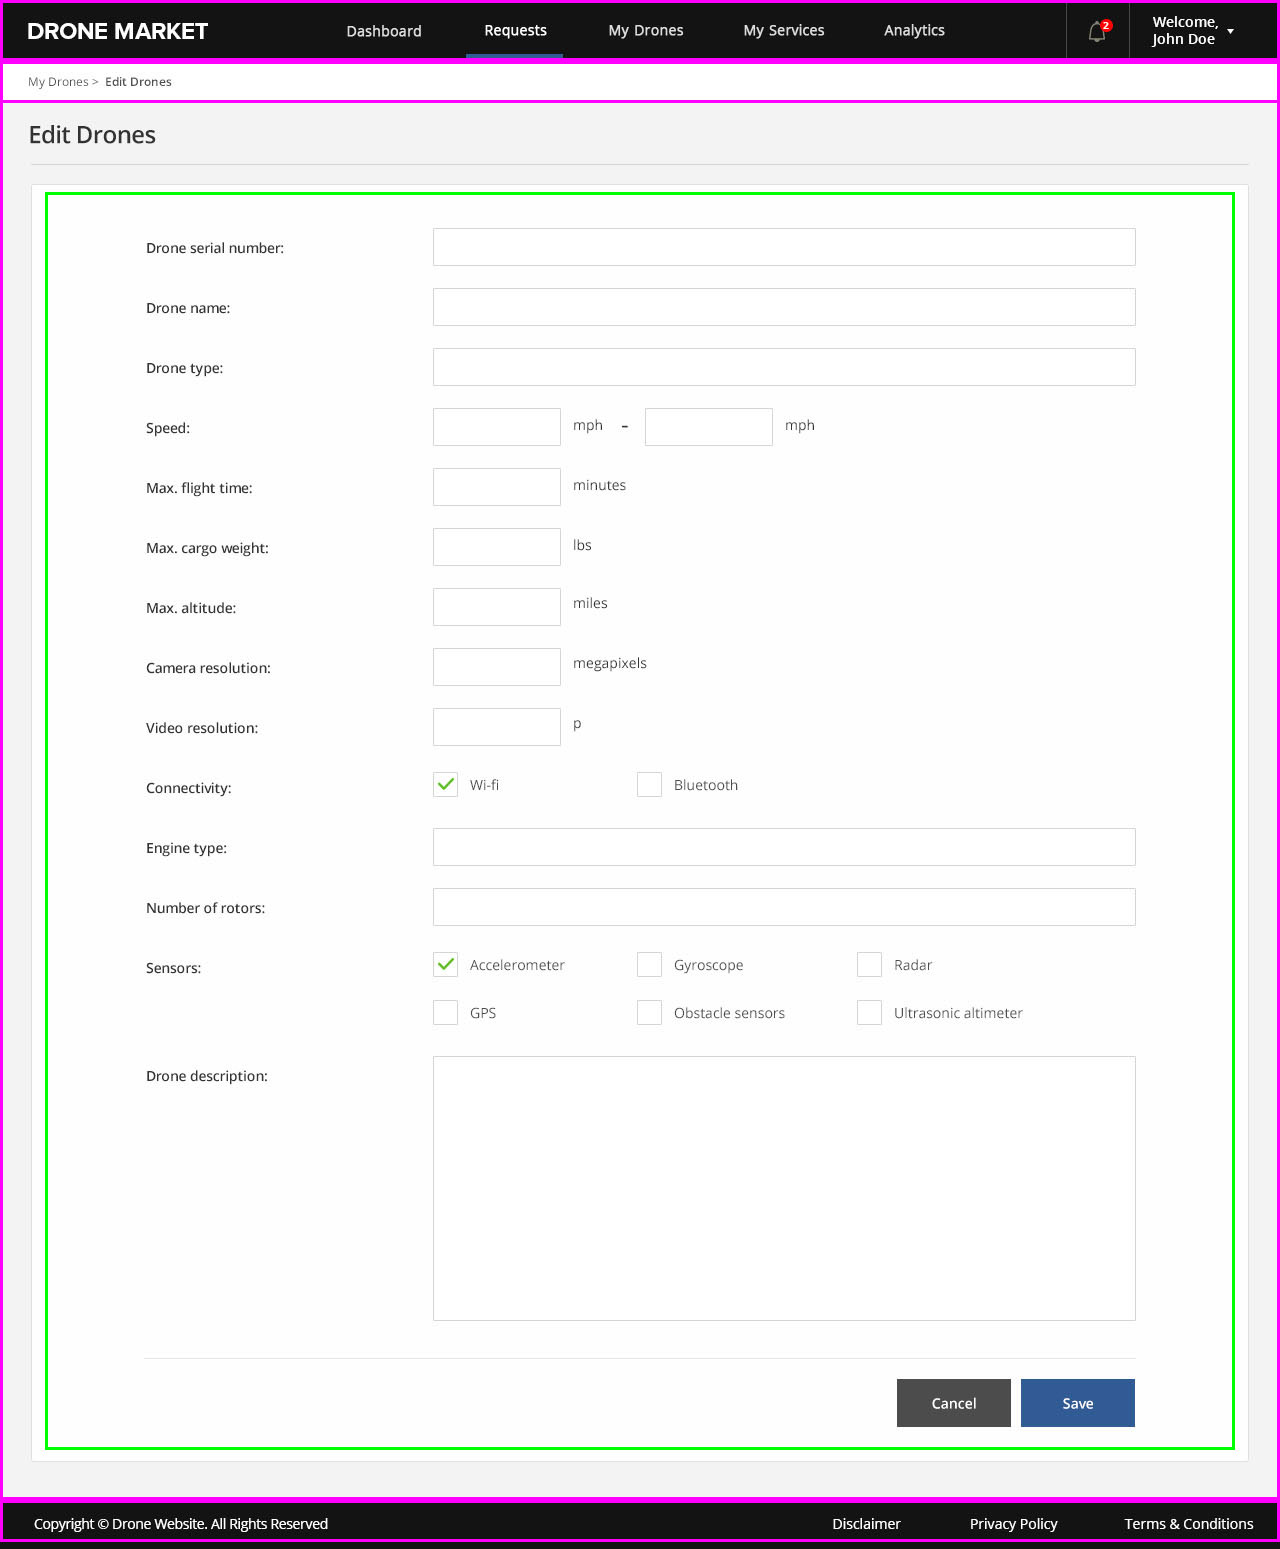 DRONE MARKET
Dashboard
Requests
My Drones
My Services
Analytics
2
Welcome,
John Doe
My Drones > Edit Drones
Edit Drones
Drone serial number:
Drone name:
Drone type:
Speed: mph - mph
Max. flight time: minutes
Max. cargo weight: lbs
Max. altitude: miles
Camera resolution: megapixels
Video resolution: p
Connectivity: Wi-fi Bluetooth
Engine type:
Number of rotors:
Sensors: Accelerometer Gyroscope Radar
GPS Obstacle sensors Ultrasonic altimeter
Drone description:
Cancel Save
Copyright © Drone Website. All Rights Reserved Disclaimer Privacy Policy Terms & Conditions